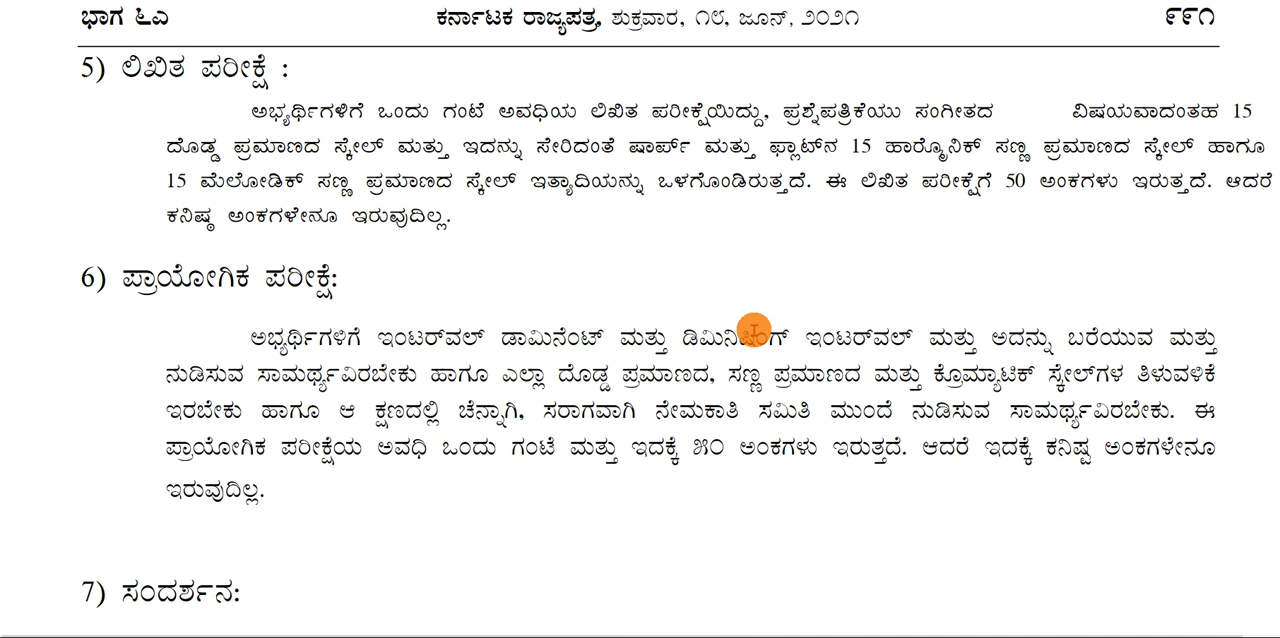 ಭಾಗ ೬ಎ ಕರ್ನಾಟಕ ರಾಜ್ಯಪತ್ರ, ಶುಕ್ರವಾರ, ೧೮, ಜೂನ್, ೨೦೨೧ ೯೯೧
5) ಲಿಖಿತ ಪರೀಕ್ಷೆ :
ಅಭ್ಯರ್ಥಿಗಳಿಗೆ ಒಂದು ಗಂಟೆ ಅವಧಿಯ ಲಿಖಿತ ಪರೀಕ್ಷೆಯಿದ್ದು, ಪ್ರಶ್ನೆಪತ್ರಿಕೆಯು ಸಂಗೀತದ ವಿಷಯವಾದಂತಹ 15
ದೊಡ್ಡ ಪ್ರಮಾಣದ ಸ್ಕೇಲ್ ಮತ್ತು ಇದನ್ನು ಸೇರಿದಂತೆ ಷಾರ್ಪ್ ಮತ್ತು ಫ್ಲಾಟ್‌ನ 15 ಹಾರ್‍ಮೊನಿಕ್ ಸಣ್ಣ ಪ್ರಮಾಣದ ಸ್ಕೇಲ್ ಹಾಗೂ
15 ಮೆಲೋಡಿಕ್ ಸಣ್ಣ ಪ್ರಮಾಣದ ಸ್ಕೇಲ್ ಇತ್ಯಾದಿಯನ್ನು ಒಳಗೊಂಡಿರುತ್ತದೆ. ಈ ಲಿಖಿತ ಪರೀಕ್ಷೆಗೆ 50 ಅಂಕಗಳು ಇರುತ್ತದೆ. ಆದರೆ
ಕನಿಷ್ಠ ಅಂಕಗಳೇನೂ ಇರುವುದಿಲ್ಲ.
6) ಪ್ರಾಯೋಗಿಕ ಪರೀಕ್ಷೆ:
ಅಭ್ಯರ್ಥಿಗಳಿಗೆ ಇಂಟರ್‌ವಲ್ ಡಾಮಿನೆಂಟ್ ಮತ್ತು ಡಿಮಿನಿಷಿಂಗ್ ಇಂಟರ್‌ವಲ್ ಮತ್ತು ಅದನ್ನು ಬರೆಯುವ ಮತ್ತು
ನುಡಿಸುವ ಸಾಮರ್ಥ್ಯವಿರಬೇಕು ಹಾಗೂ ಎಲ್ಲಾ ದೊಡ್ಡ ಪ್ರಮಾಣದ, ಸಣ್ಣ ಪ್ರಮಾಣದ ಮತ್ತು ಕ್ರೊಮ್ಯಾಟಿಕ್ ಸ್ಕೇಲ್‌ಗಳ ತಿಳುವಳಿಕೆ
ಇರಬೇಕು ಹಾಗೂ ಆ ಕ್ಷಣದಲ್ಲಿ ಚೆನ್ನಾಗಿ, ಸರಾಗವಾಗಿ ನೇಮಕಾತಿ ಸಮಿತಿ ಮುಂದೆ ನುಡಿಸುವ ಸಾಮರ್ಥ್ಯವಿರಬೇಕು. ಈ
ಪ್ರಾಯೋಗಿಕ ಪರೀಕ್ಷೆಯ ಅವಧಿ ಒಂದು ಗಂಟೆ ಮತ್ತು ಇದಕ್ಕೆ ೫೦ ಅಂಕಗಳು ಇರುತ್ತದೆ. ಆದರೆ ಇದಕ್ಕೆ ಕನಿಷ್ಟ ಅಂಕಗಳೇನೂ
ಇರುವುದಿಲ್ಲ.
7) ಸಂದರ್ಶನ: